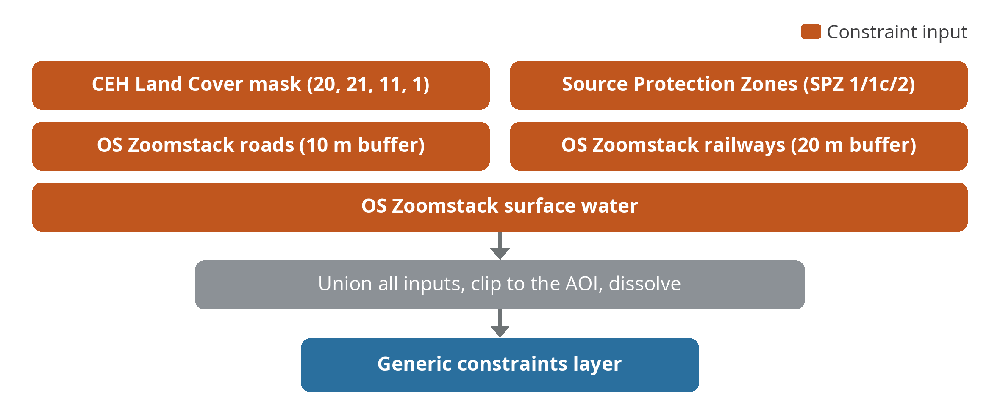 Constraint input
CEH Land Cover mask (20, 21, 11, 1)
Source Protection Zones (SPZ 1/1c/2)
OS Zoomstack roads (10 m buffer)
OS Zoomstack railways (20 m buffer)
OS Zoomstack surface water
Union all inputs, clip to the AOI, dissolve
Generic constraints layer